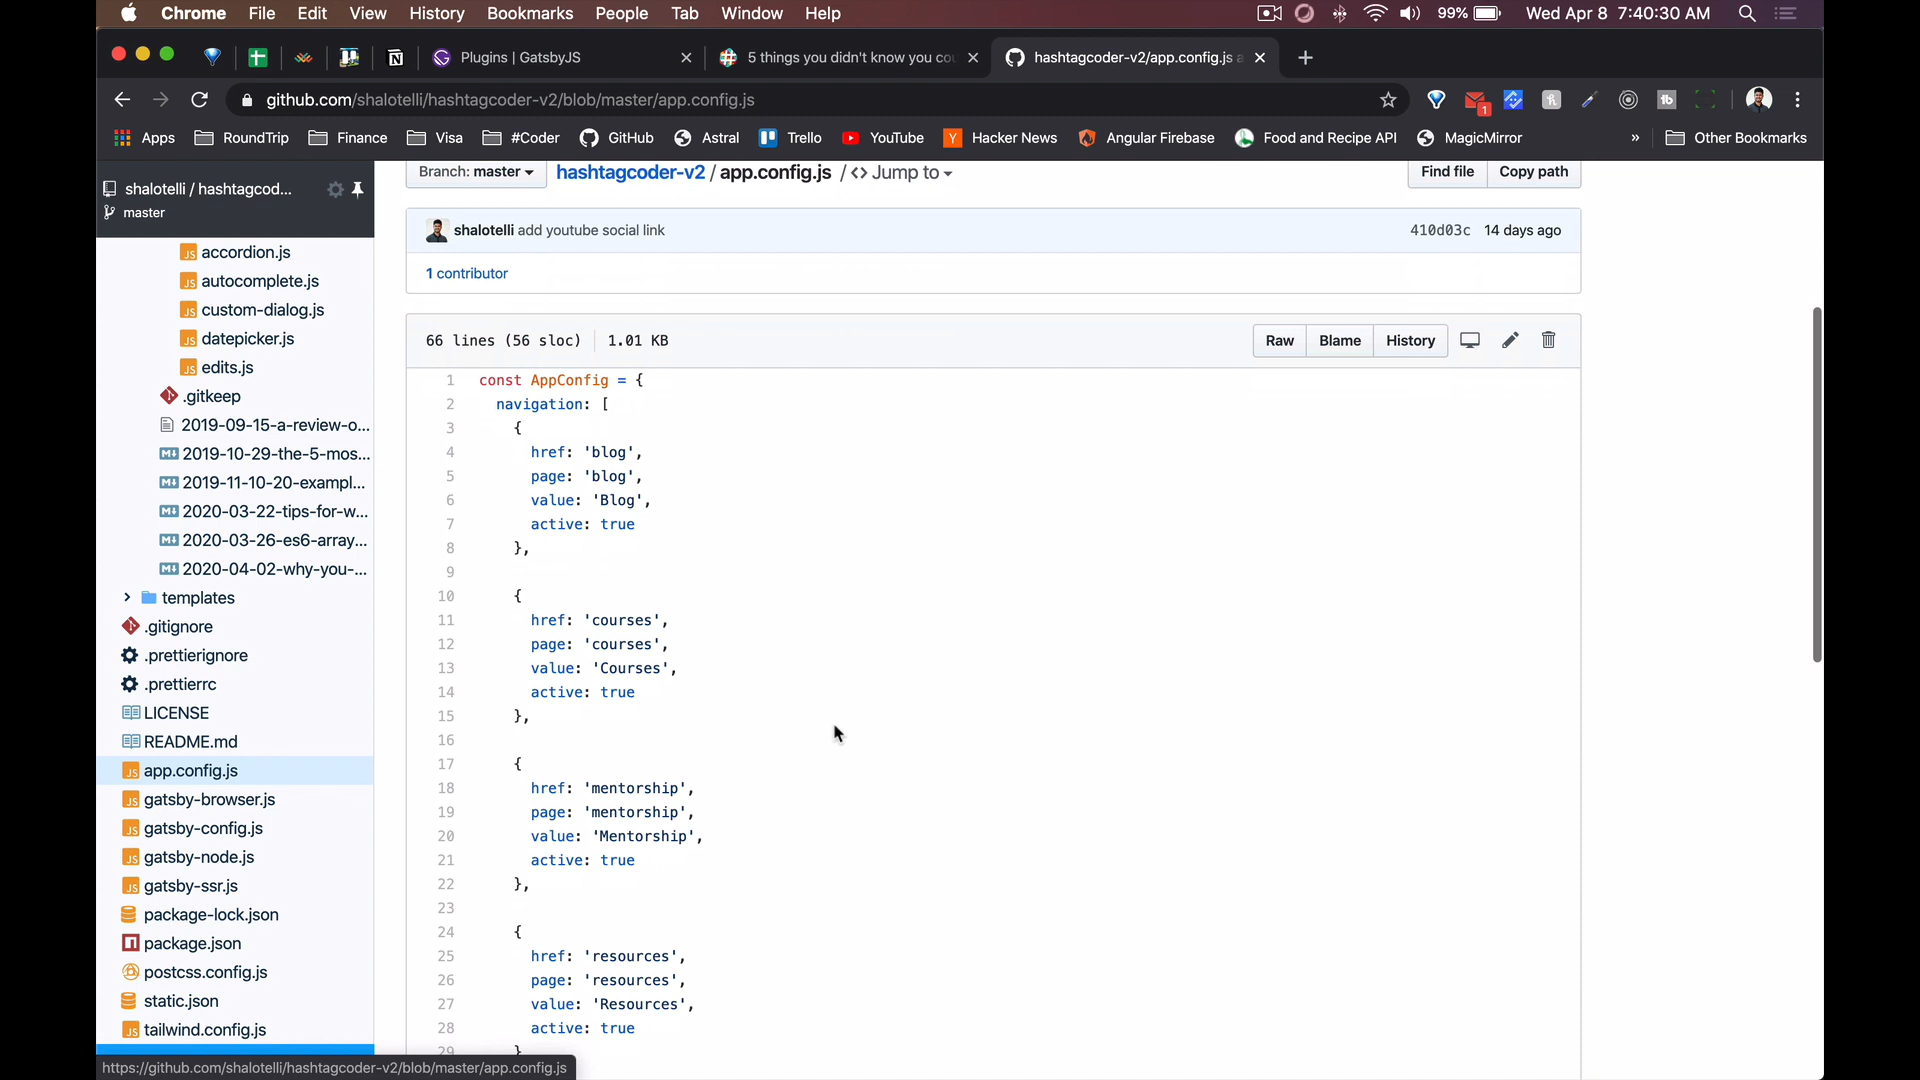 Chrome File Edit View History Bookmarks People Tab Window Help 99% Wed Apr 8 7:40:30 AM
Plugins | GatsbyJS 5 things you didn't know you cou hashtagcoder-v2/app.config.js a
github.com/shalotelli/hashtagcoder-v2/blob/master/app.config.js 1
Apps RoundTrip Finance Visa #Coder GitHub Astral Trello YouTube Hacker News Angular Firebase Food and Recipe API MagicMirror » Other Bookmarks
shalotelli / hashtagcod...
master
accordion.js
autocomplete.js
custom-dialog.js
datepicker.js
edits.js
.gitkeep
2019-09-15-a-review-o...
2019-10-29-the-5-mos...
2019-11-10-20-exampl...
2020-03-22-tips-for-w...
2020-03-26-es6-array...
2020-04-02-why-you-...
templates
.gitignore
.prettierignore
.prettierrc
LICENSE
README.md
app.config.js
gatsby-browser.js
gatsby-config.js
gatsby-node.js
gatsby-ssr.js
package-lock.json
package.json
postcss.config.js
static.json
tailwind.config.js
https://github.com/shalotelli/hashtagcoder-v2/blob/master/app.config.js
Branch: master hashtagcoder-v2 / app.config.js / <> Jump to Find file Copy path
shalotelli add youtube social link 410d03c 14 days ago
1 contributor
66 lines (56 sloc) 1.01 KB Raw Blame History
1 const AppConfig = {
2 navigation: [
3 {
4 href: 'blog',
5 page: 'blog',
6 value: 'Blog',
7 active: true
8 },
9
10 {
11 href: 'courses',
12 page: 'courses',
13 value: 'Courses',
14 active: true
15 },
16
17 {
18 href: 'mentorship',
19 page: 'mentorship',
20 value: 'Mentorship',
21 active: true
22 },
23
24 {
25 href: 'resources',
26 page: 'resources',
27 value: 'Resources',
28 active: true
29 }